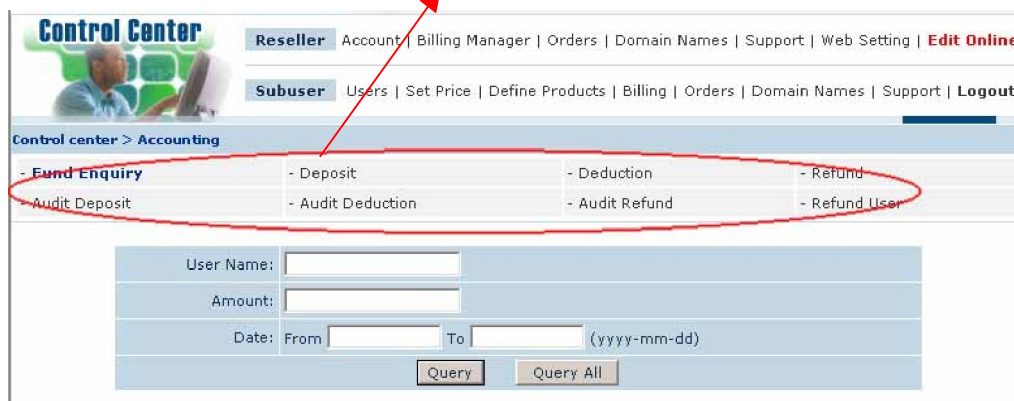 Control Center
Reseller Account | Billing Manager | Orders | Domain Names | Support | Web Setting | Edit Online
Subuser Users | Set Price | Define Products | Billing | Orders | Domain Names | Support | Logout
Control center > Accounting
- Fund Enquiry - Deposit - Deduction - Refund
- Audit Deposit - Audit Deduction - Audit Refund - Refund User
User Name:
Amount:
Date: From To (yyyy-mm-dd)
Query Query All